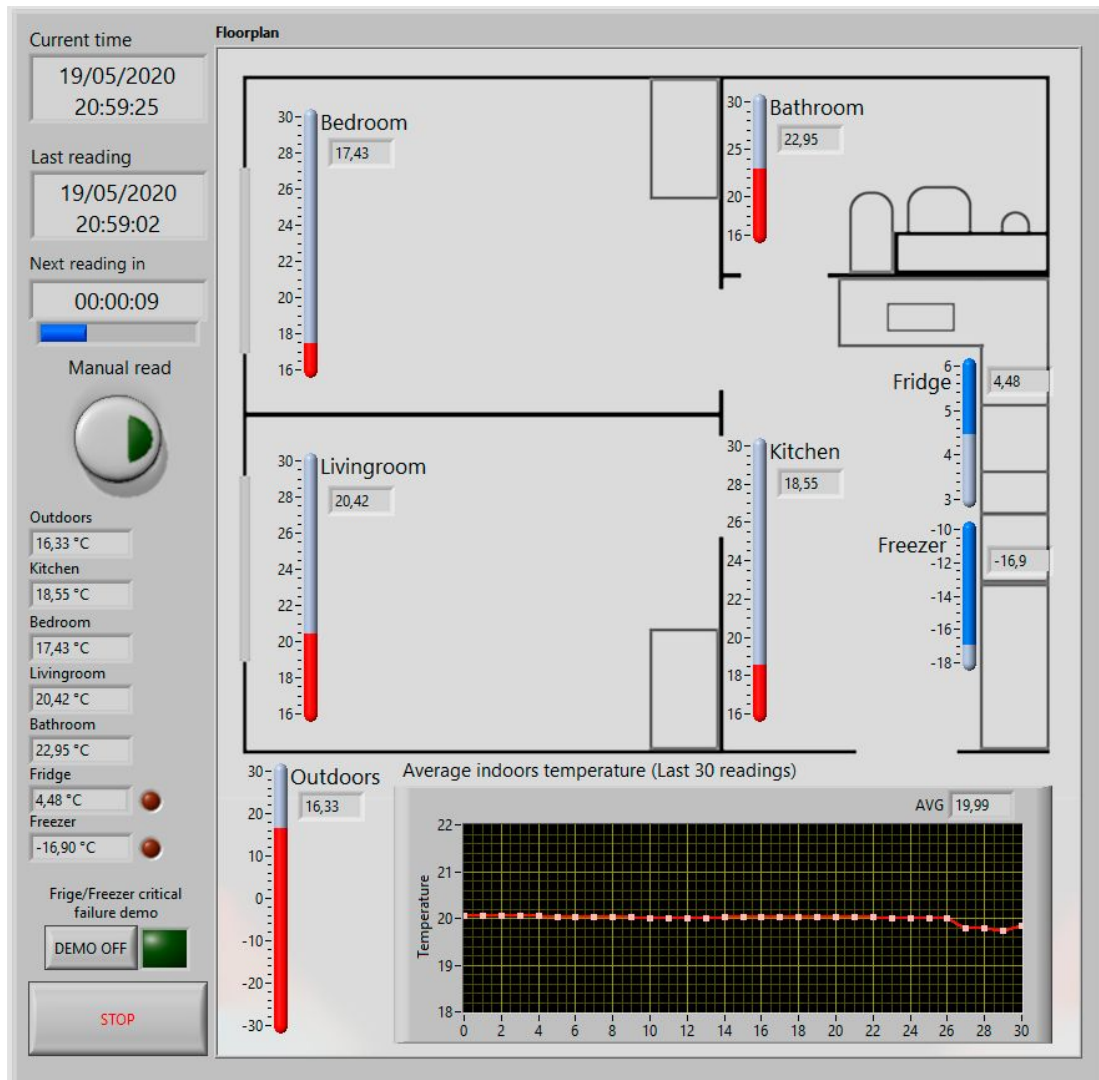 Current time
19/05/2020
20:59:25
Last reading
19/05/2020
20:59:02
Next reading in
00:00:09
Manual read
Outdoors
16,33 °C
Kitchen
18,55 °C
Bedroom
17,43 °C
Livingroom
20,42 °C
Bathroom
22,95 °C
Fridge
4,48 °C
Freezer
-16,90 °C
Frige/Freezer critical
failure demo
DEMO OFF
STOP
Floorplan
Bedroom
17,43
30
28
26
24
22
20
18
16
Bathroom
22,95
30
25
20
16
Fridge
4,48
6
5
4
3
Livingroom
20,42
30
28
26
24
22
20
18
16
Kitchen
18,55
30
28
26
24
22
20
18
16
Freezer
-16,9
-10
-12
-14
-16
-18
Outdoors
16,33
30
20
10
0
-10
-20
-30
Average indoors temperature (Last 30 readings)
AVG 19,99
Temperature
22
21
20
19
18
0 2 4 6 8 10 12 14 16 18 20 22 24 26 28 30